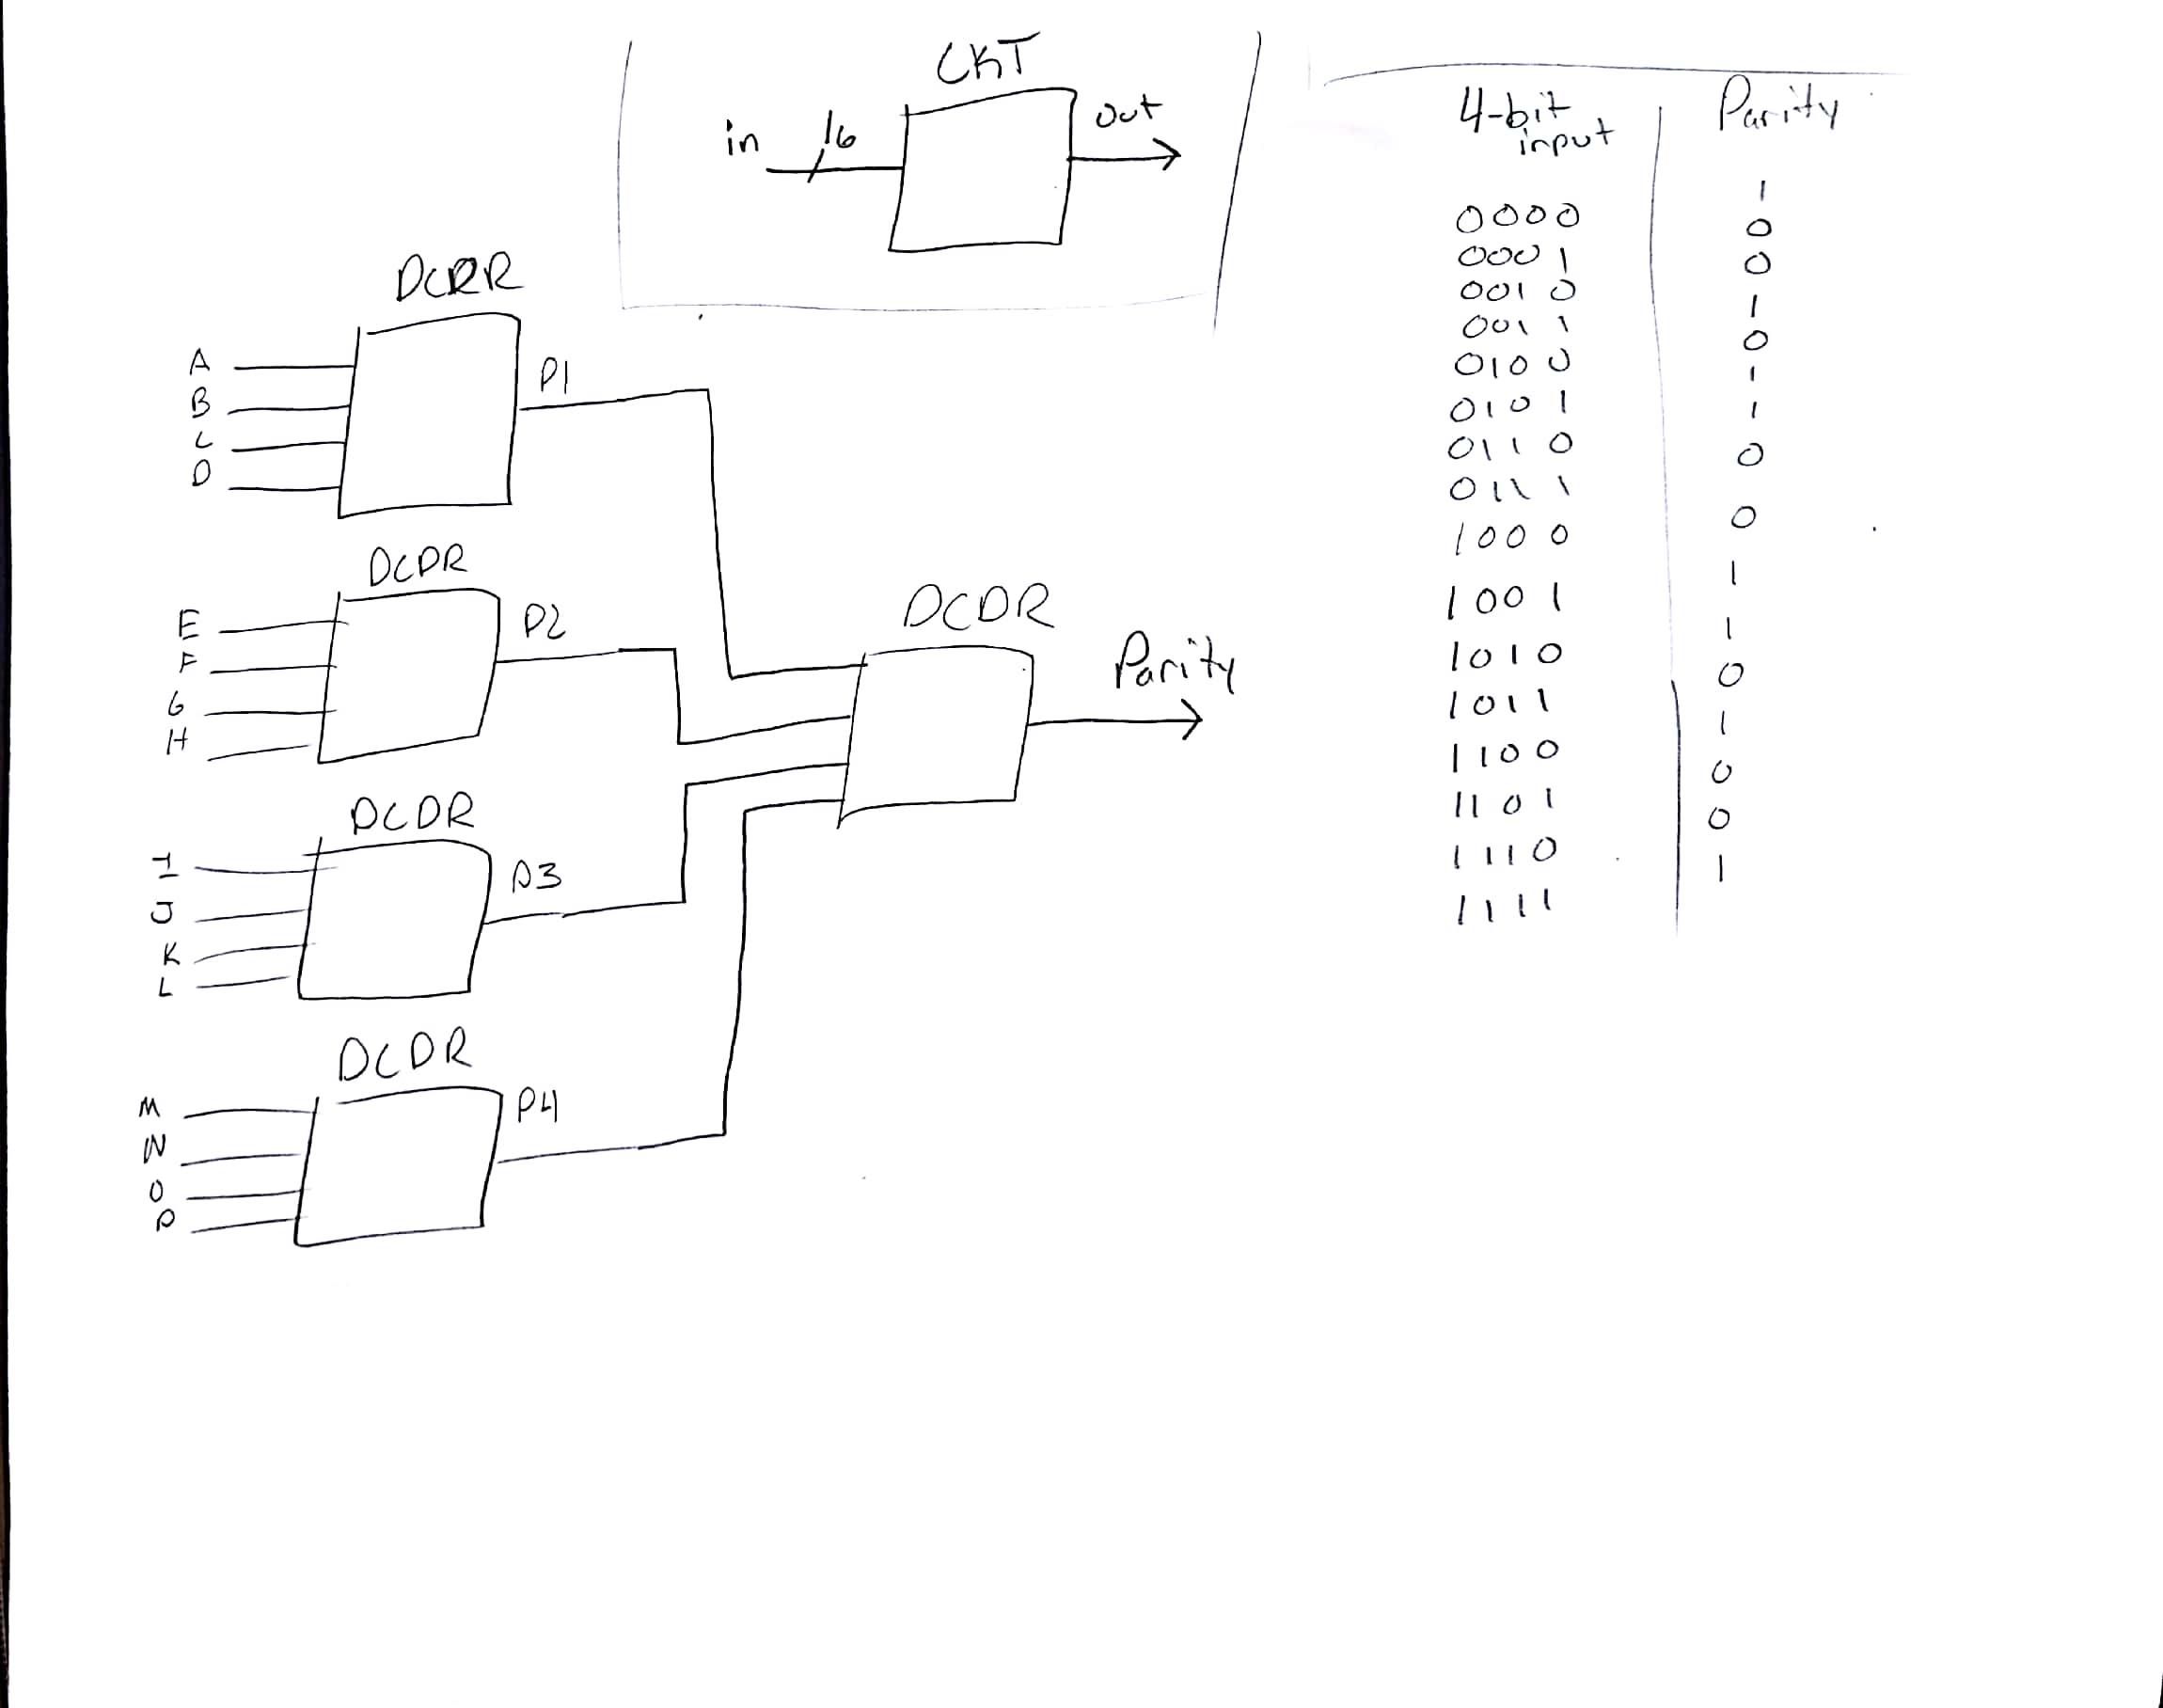 CKT
in 16 out
DCDR
A
B
C
D
P1
DCDR
E
F
G
H
P2
DCDR
I
J
K
L
P3
DCDR
M
N
O
P
P4
DCDR
Parity
4-bit input Parity
0000 1
0001 0
0010 0
0011 1
0100 0
0101 1
0110 1
0111 0
1000 0
1001 1
1010 1
1011 0
1100 1
1101 0
1110 0
1111 1